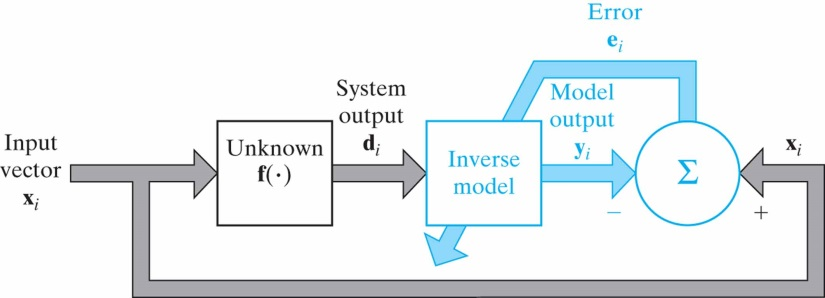 Error
e_i
System
output
d_i
Model
output
y_i
Input
vector
x_i
Unknown
f(·)
Inverse
model
Σ
x_i
−
+